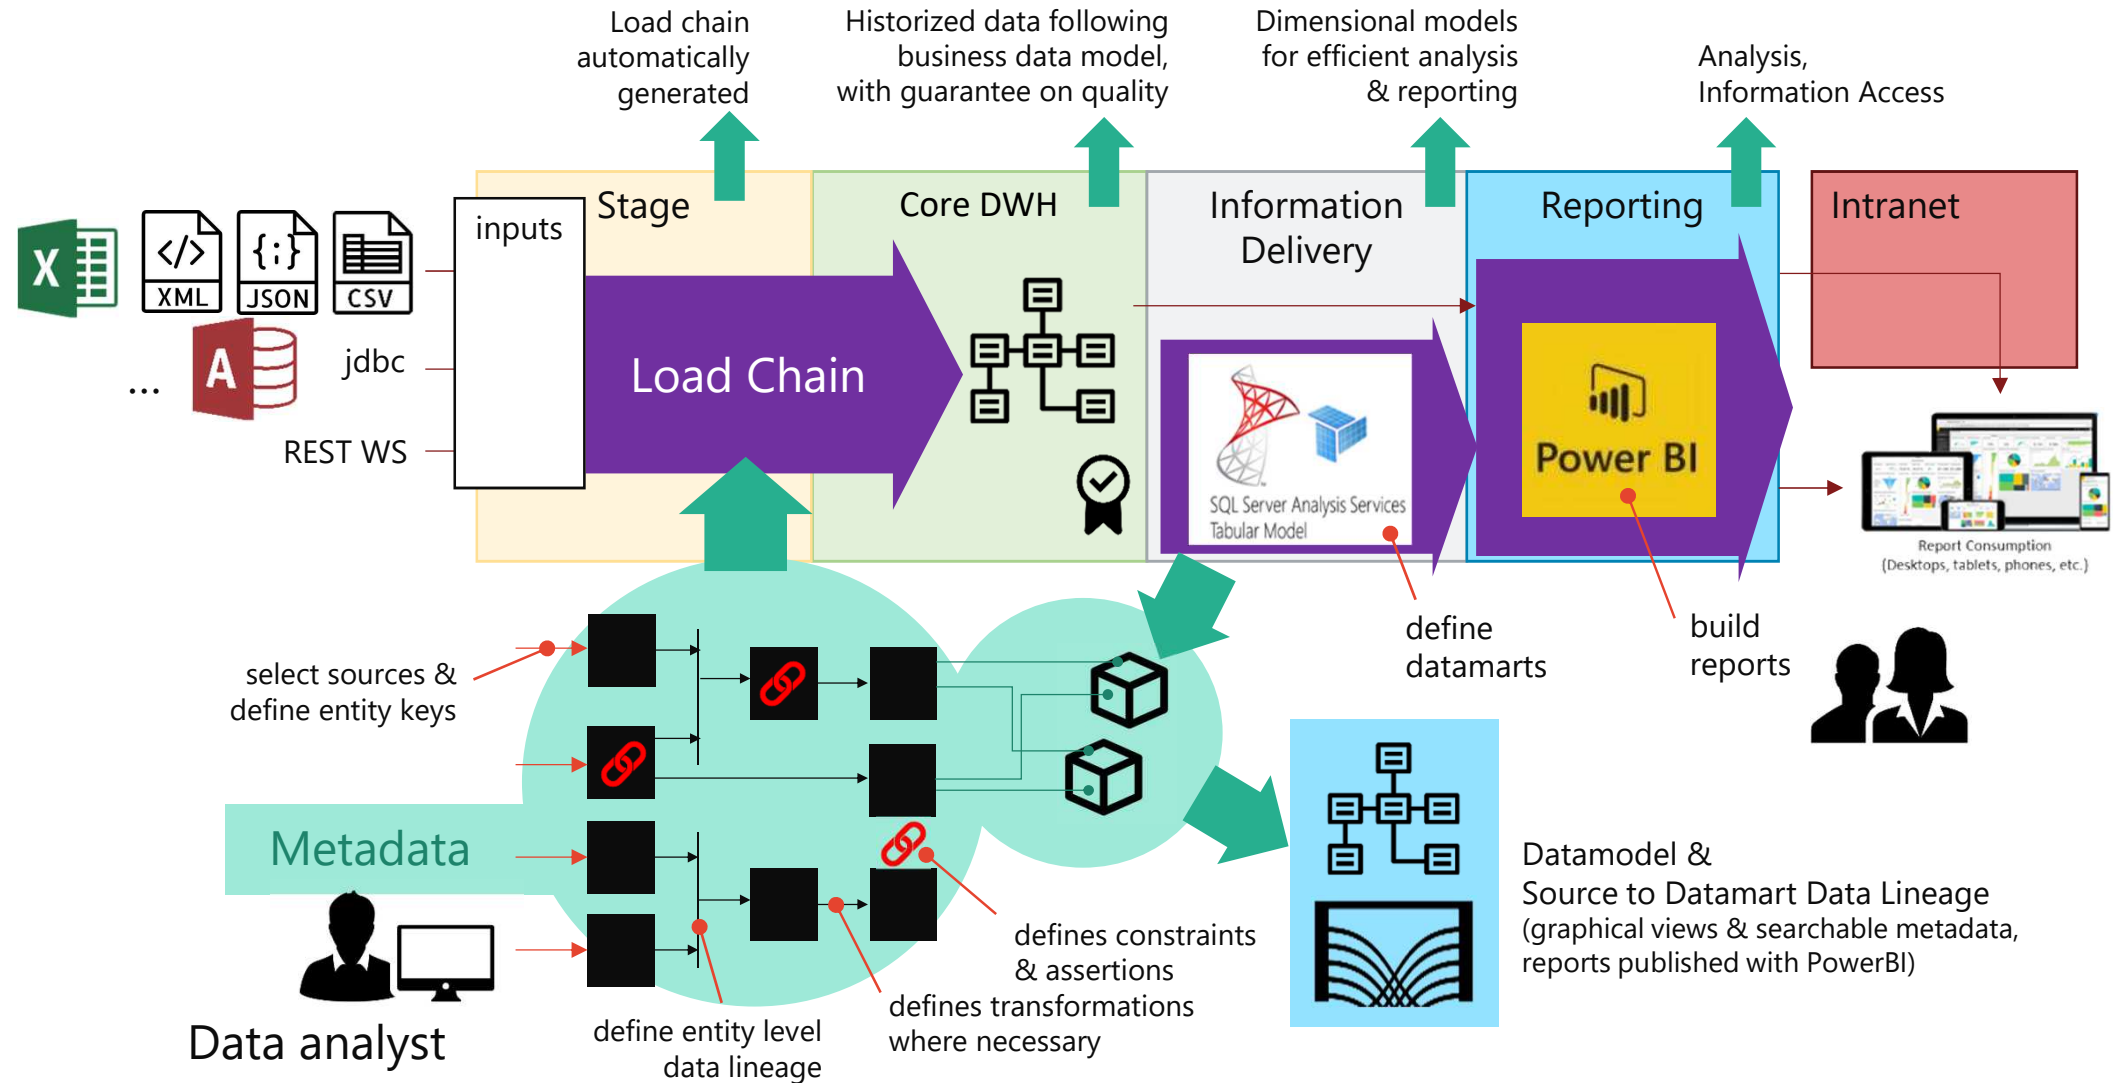 Load chain
automatically
generated
Historized data following
business data model,
with guarantee on quality
Dimensional models
for efficient analysis
& reporting
Analysis,
Information Access
inputs
Stage
Core DWH
Information
Delivery
Reporting
Intranet
X
</>
XML
{;}
JSON
CSV
A
jdbc
...
REST WS
Load Chain
SQL Server Analysis Services
Tabular Model
Power BI
Report Consumption
(Desktops, tablets, phones, etc.)
define
datamarts
build
reports
select sources &
define entity keys
Metadata
Data analyst
define entity level
data lineage
defines constraints
& assertions
defines transformations
where necessary
Datamodel &
Source to Datamart Data Lineage
(graphical views & searchable metadata,
reports published with PowerBI)